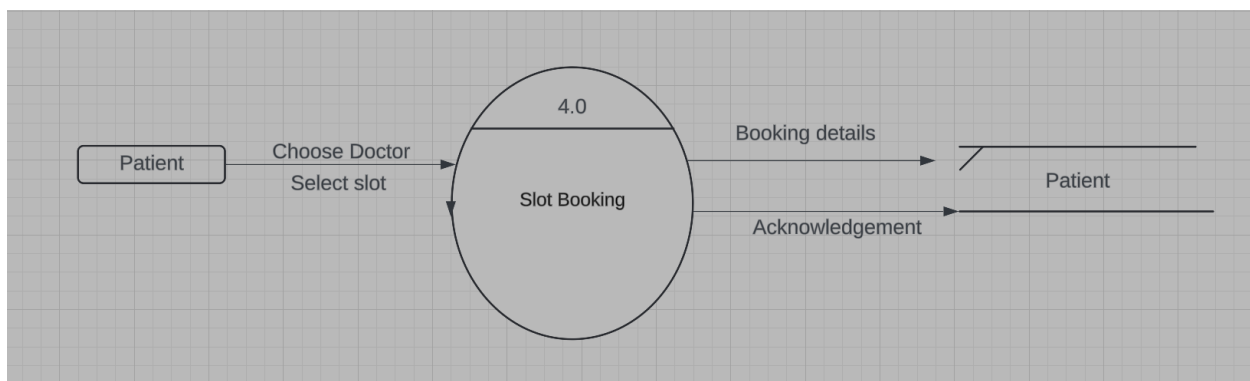 Patient
Choose Doctor
Select slot
4.0
Slot Booking
Booking details
Acknowledgement
Patient